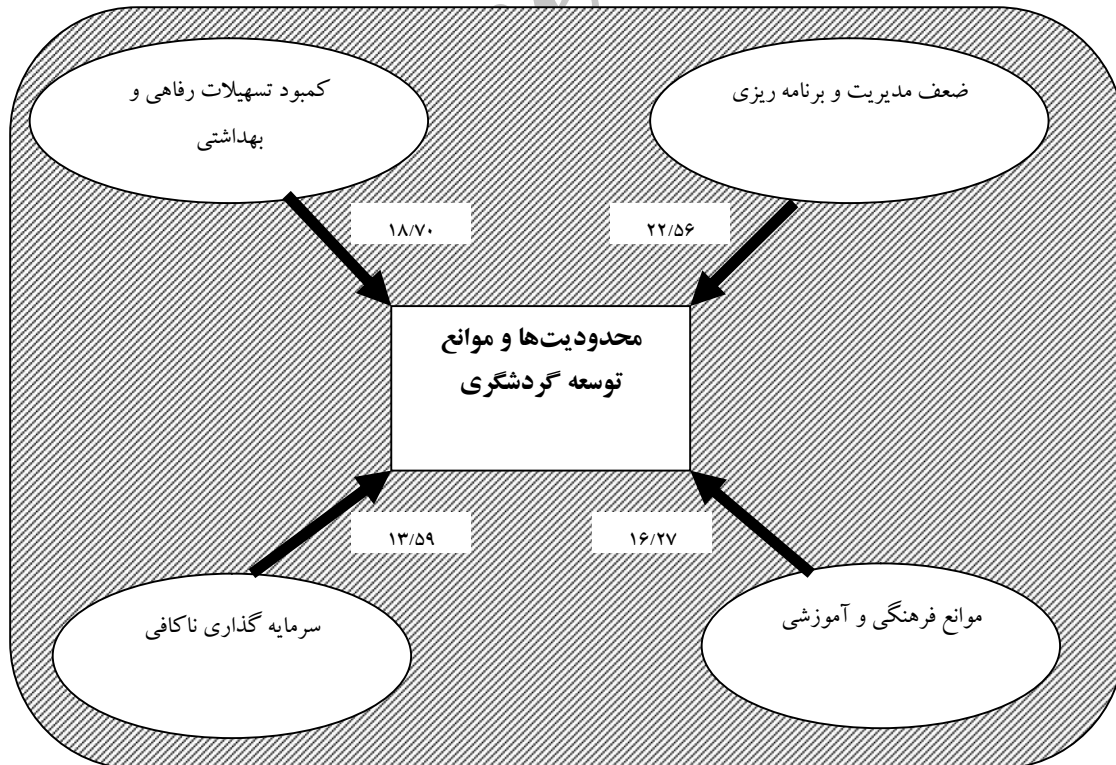 ضعف مدیریت و برنامه ریزی
کمبود تسهیلات رفاهی و
بهداشتی
۲۲/۵۶
۱۸/۷۰
محدودیت‌ها و موانع
توسعه گردشگری
۱۶/۲۷
۱۳/۵۹
موانع فرهنگی و آموزشی
سرمایه گذاری ناکافی